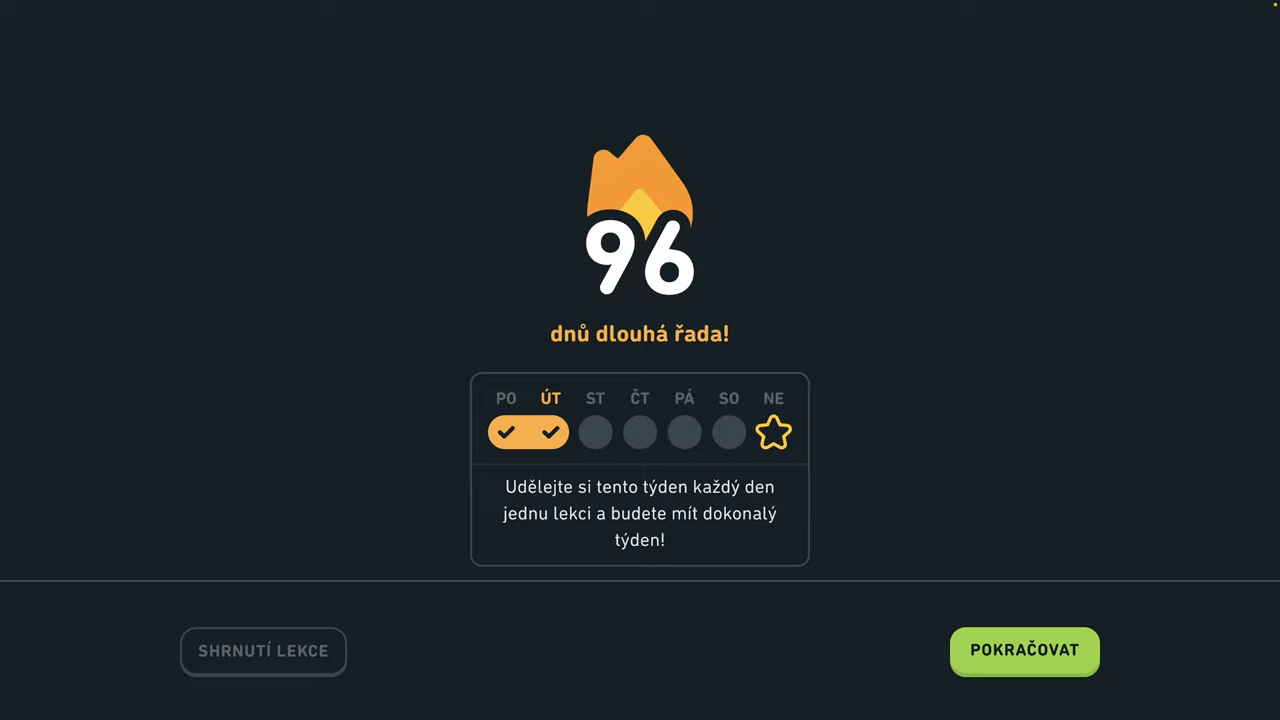 96
dnů dlouhá řada!
PO ÚT ST ČT PÁ SO NE
Udělejte si tento týden každý den
jednu lekci a budete mít dokonalý
týden!
SHRNUTÍ LEKCE
POKRAČOVAT